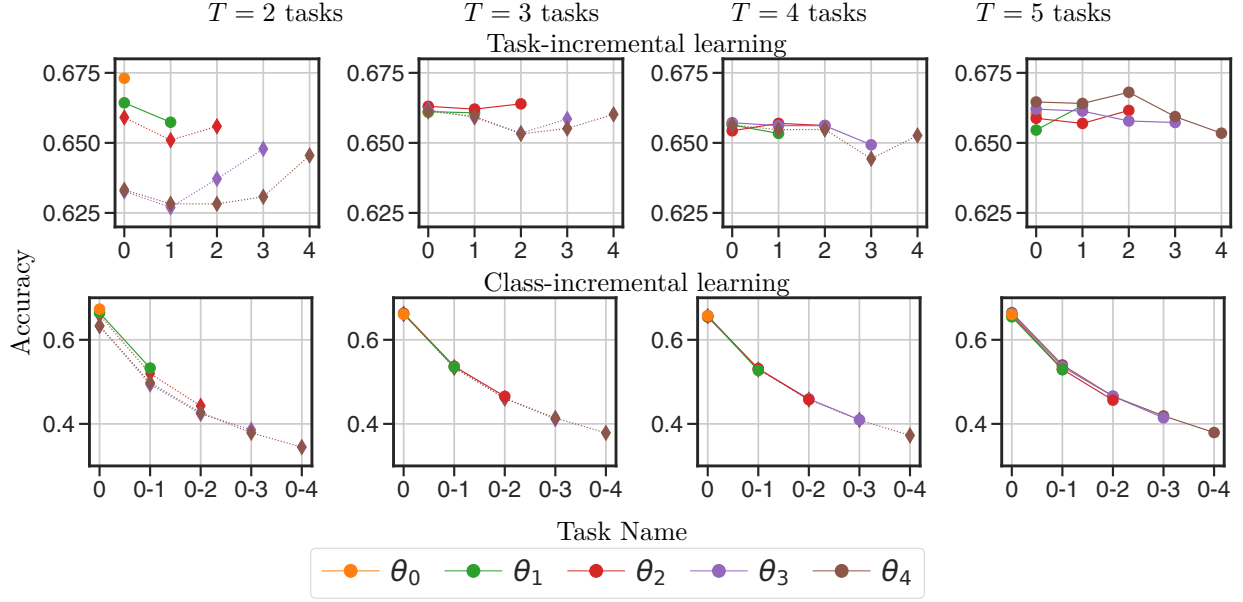 T = 2 tasks T = 3 tasks T = 4 tasks T = 5 tasks
Task-incremental learning
0.675 0.675 0.675 0.675
0.650 0.650 0.650 0.650
0.625 0.625 0.625 0.625
0 1 2 3 4 0 1 2 3 4 0 1 2 3 4 0 1 2 3 4
Accuracy
Class-incremental learning
0.6 0.6 0.6 0.6
0.4 0.4 0.4 0.4
0 0-1 0-2 0-3 0-4 0 0-1 0-2 0-3 0-4 0 0-1 0-2 0-3 0-4 0 0-1 0-2 0-3 0-4
Task Name
θ0 θ1 θ2 θ3 θ4